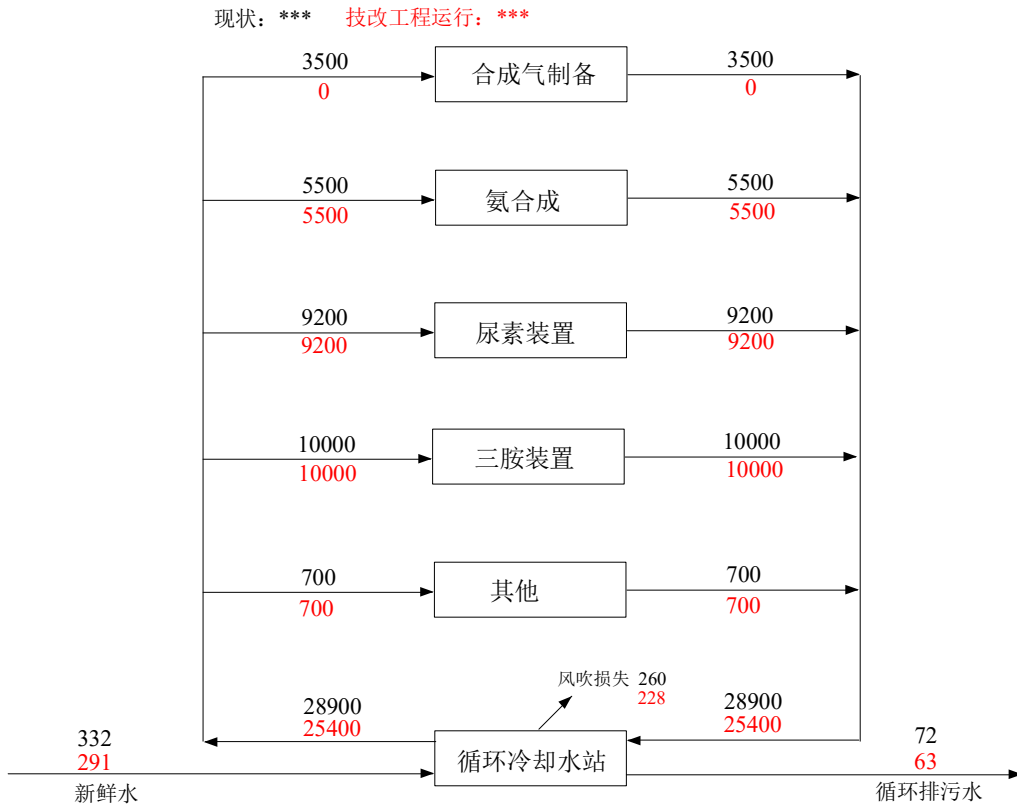 现状：*** 技改工程运行：***
3500 合成气制备 3500
0 0
5500 氨合成 5500
5500 5500
9200 尿素装置 9200
9200 9200
10000 三胺装置 10000
10000 10000
700 其他 700
700 700
风吹损失 260
228
28900 28900
25400 25400
332 循环冷却水站 72
291 63
新鲜水 循环排污水